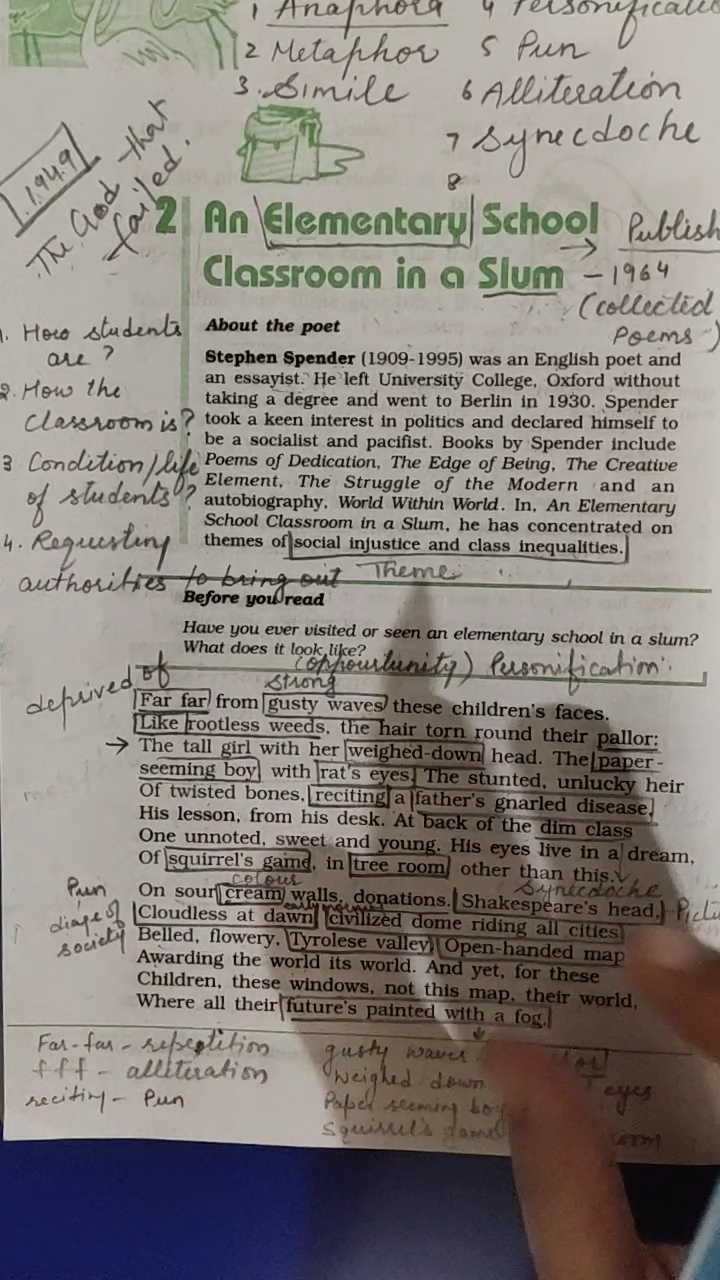 1 Anaphora 4 Personificatio
2 Metaphor 5 Pun
3. Simile 6 Alliteration
7 Synecdoche
8
1949
The God that failed.
2 An Elementary School
Classroom in a Slum
→ Publish
- 1964
(collected
Poems)
1. How students
are?
2. How the
Classroom is?
3 Condition/life
of students?
4. Requesting
authorities to bring out
About the poet
Stephen Spender (1909-1995) was an English poet and
an essayist. He left University College, Oxford without
taking a degree and went to Berlin in 1930. Spender
took a keen interest in politics and declared himself to
be a socialist and pacifist. Books by Spender include
Poems of Dedication, The Edge of Being, The Creative
Element, The Struggle of the Modern and an
autobiography, World Within World. In, An Elementary
School Classroom in a Slum, he has concentrated on
themes of social injustice and class inequalities.
Theme
Before you read
Have you ever visited or seen an elementary school in a slum?
What does it look like?
deprived of (oppourtunity) Personification
strong
Far far from gusty waves these children's faces.
Like rootless weeds, the hair torn round their pallor:
→ The tall girl with her weighed-down head. The paper-
seeming boy, with rat's eyes. The stunted, unlucky heir
Of twisted bones, reciting a father's gnarled disease,
His lesson, from his desk. At back of the dim class
One unnoted, sweet and young. His eyes live in a dream,
Of squirrel's game, in tree room, other than this.
colour Synecdoche
On sour cream walls, donations. Shakespeare's head,
Pictu
Cloudless at dawn, civilized dome riding all cities.
Belled, flowery, Tyrolese valley. Open-handed map
Awarding the world its world. And yet, for these
Children, these windows, not this map, their world,
Where all their future's painted with a fog,
Pun
society
Far-far - repetition
fff - alliteration
reciting - Pun
gusty waves
Weighed down
Paper seeming bo
Squirrel's game
eyes